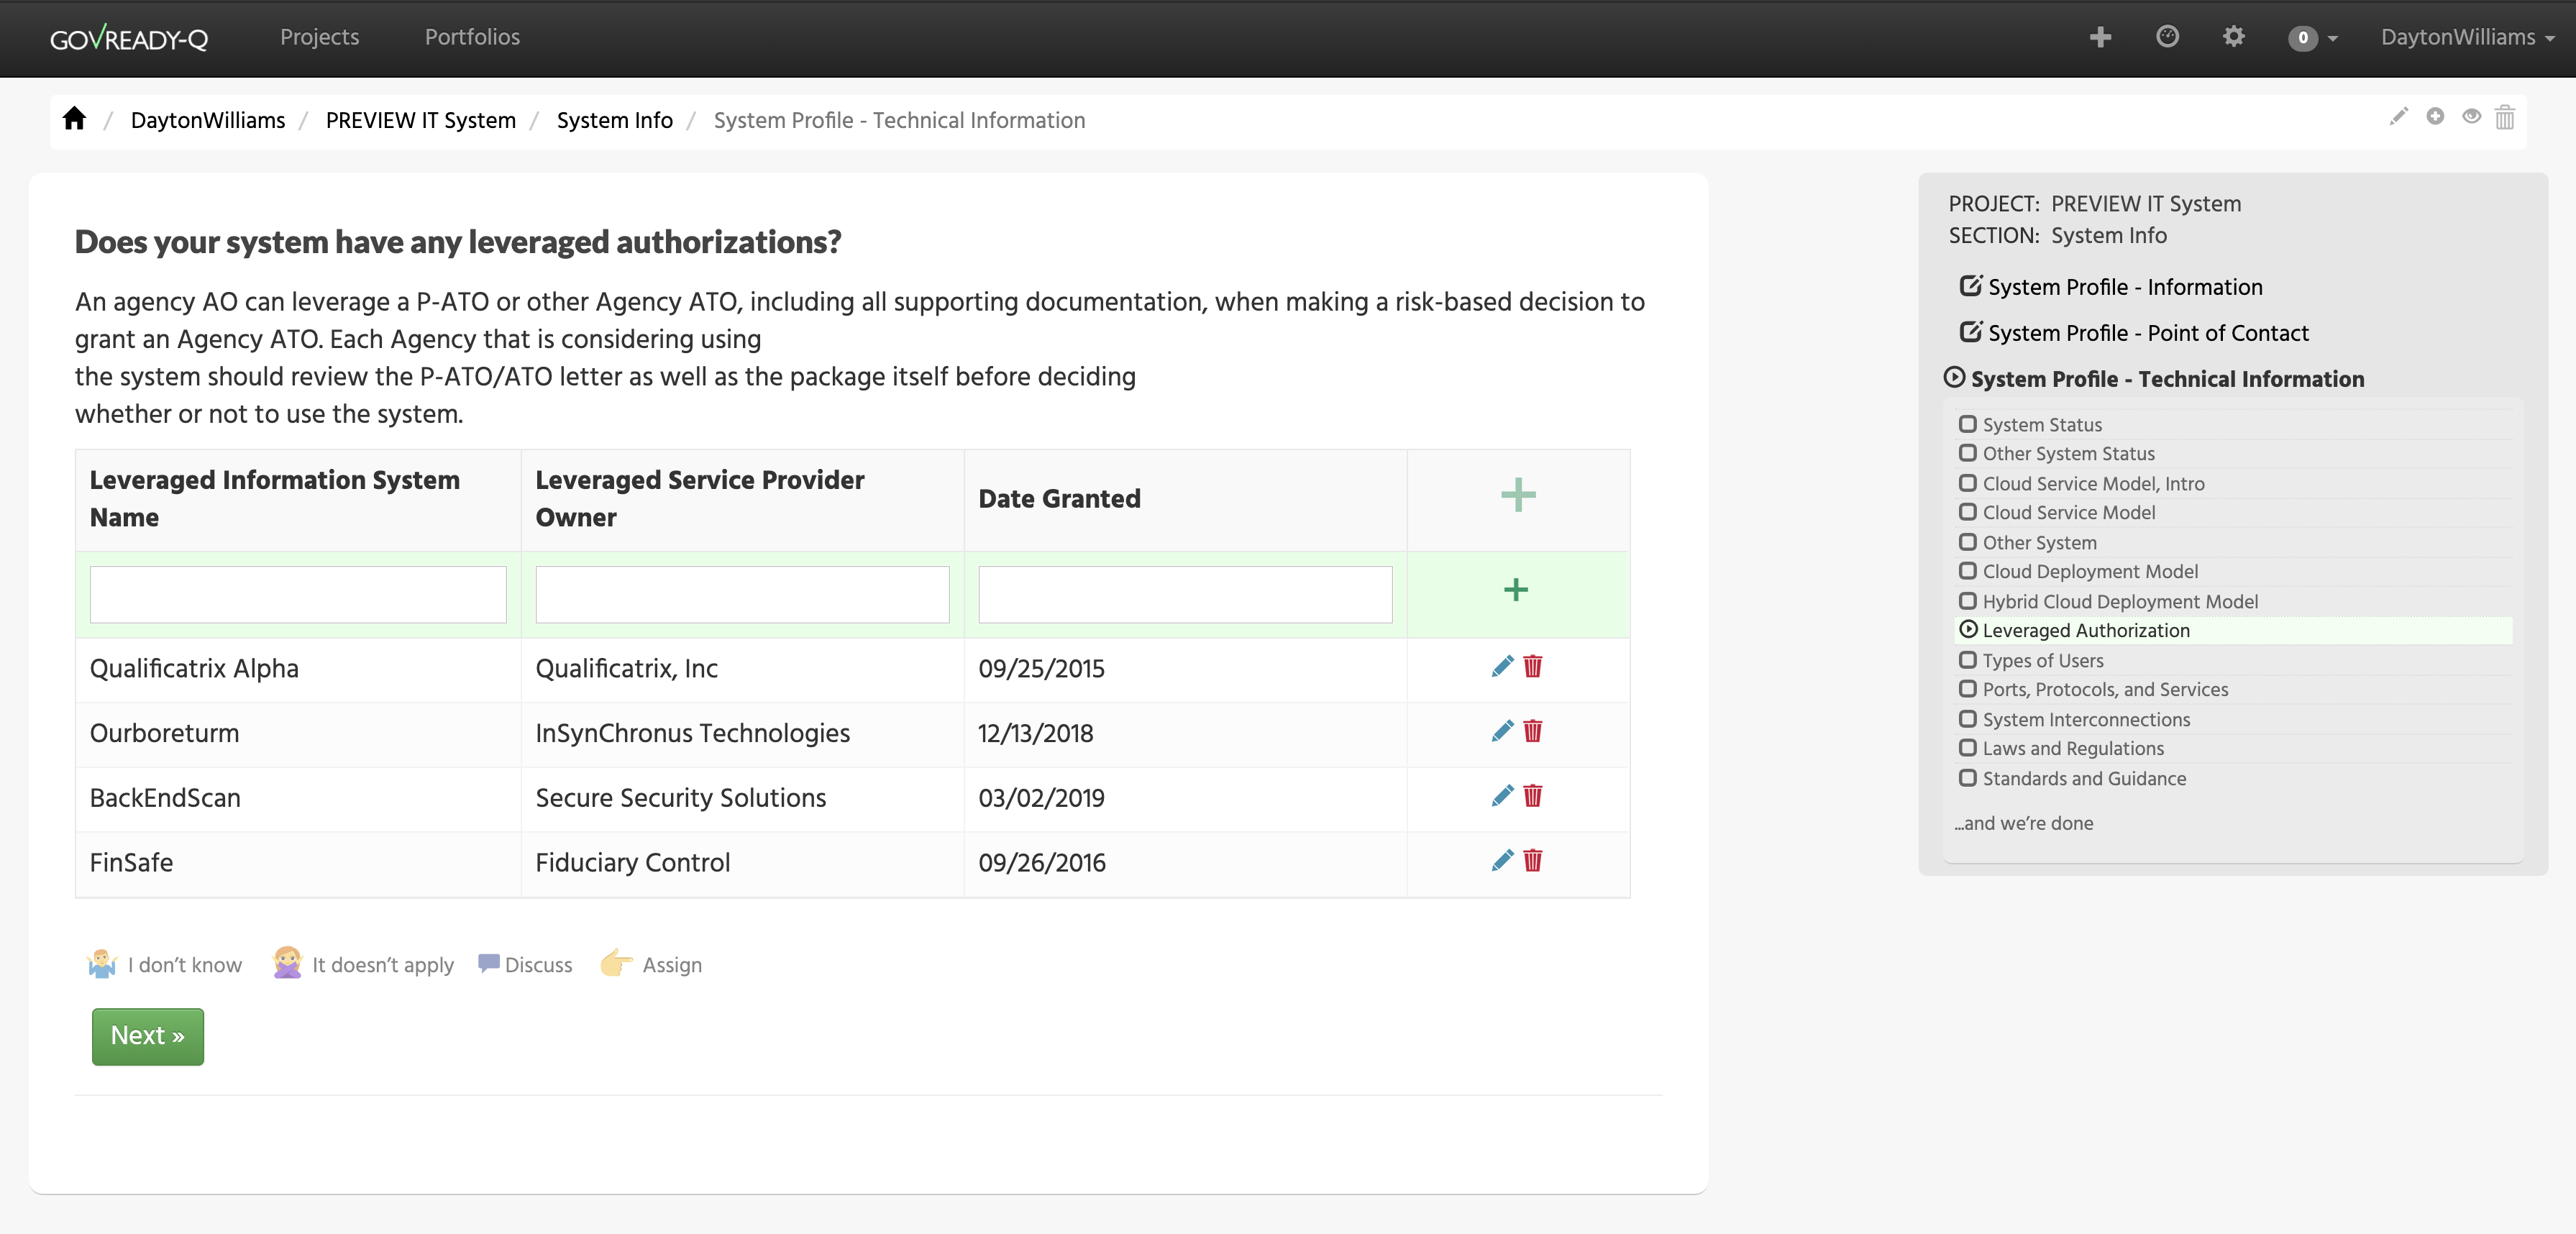 GOVREADY-Q Projects Portfolios 0 DaytonWilliams
/ DaytonWilliams / PREVIEW IT System / System Info / System Profile - Technical Information
Does your system have any leveraged authorizations?
An agency AO can leverage a P-ATO or other Agency ATO, including all supporting documentation, when making a risk-based decision to
grant an Agency ATO. Each Agency that is considering using
the system should review the P-ATO/ATO letter as well as the package itself before deciding
whether or not to use the system.
Leveraged Information System Name
Leveraged Service Provider Owner
Date Granted
Qualificatrix Alpha Qualificatrix, Inc 09/25/2015
Ourboreturm InSynChronus Technologies 12/13/2018
BackEndScan Secure Security Solutions 03/02/2019
FinSafe Fiduciary Control 09/26/2016
I don’t know It doesn’t apply Discuss Assign
Next »
PROJECT: PREVIEW IT System
SECTION: System Info
System Profile - Information
System Profile - Point of Contact
System Profile - Technical Information
System Status
Other System Status
Cloud Service Model, Intro
Cloud Service Model
Other System
Cloud Deployment Model
Hybrid Cloud Deployment Model
Leveraged Authorization
Types of Users
Ports, Protocols, and Services
System Interconnections
Laws and Regulations
Standards and Guidance
...and we’re done